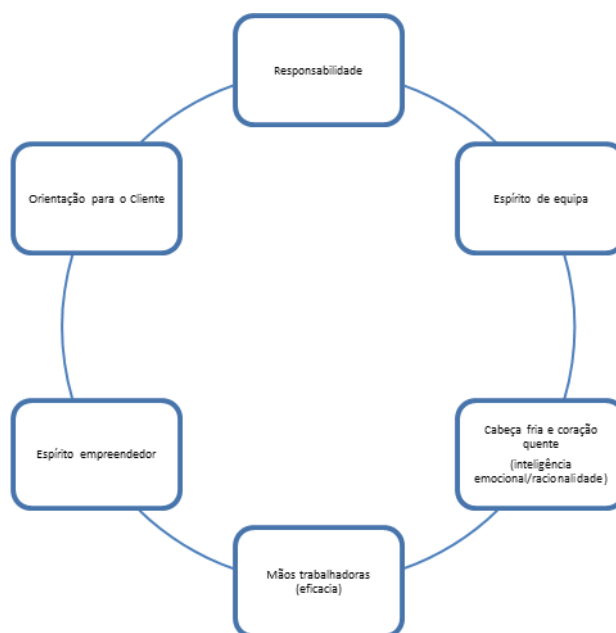 Responsabilidade
Espírito de equipa
Cabeça fria e coração
quente
(inteligência
emocional/racionalidade)
Mãos trabalhadoras
(eficacia)
Espírito empreendedor
Orientação para o Cliente